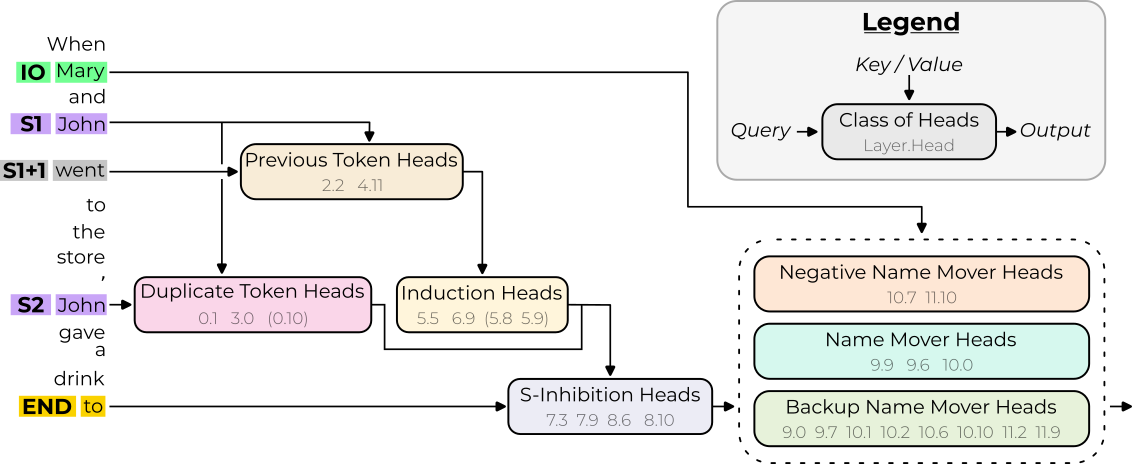 When
IO Mary
and
S1 John
S1+1 went
to
the
store
,
S2 John
gave
a
drink
END to
Previous Token Heads
2.2 4.11
Duplicate Token Heads
0.1 3.0 (0.10)
Induction Heads
5.5 6.9 (5.8 5.9)
S-Inhibition Heads
7.3 7.9 8.6 8.10
Legend
Key / Value
Query
Class of Heads
Layer.Head
Output
Negative Name Mover Heads
10.7 11.10
Name Mover Heads
9.9 9.6 10.0
Backup Name Mover Heads
9.0 9.7 10.1 10.2 10.6 10.10 11.2 11.9